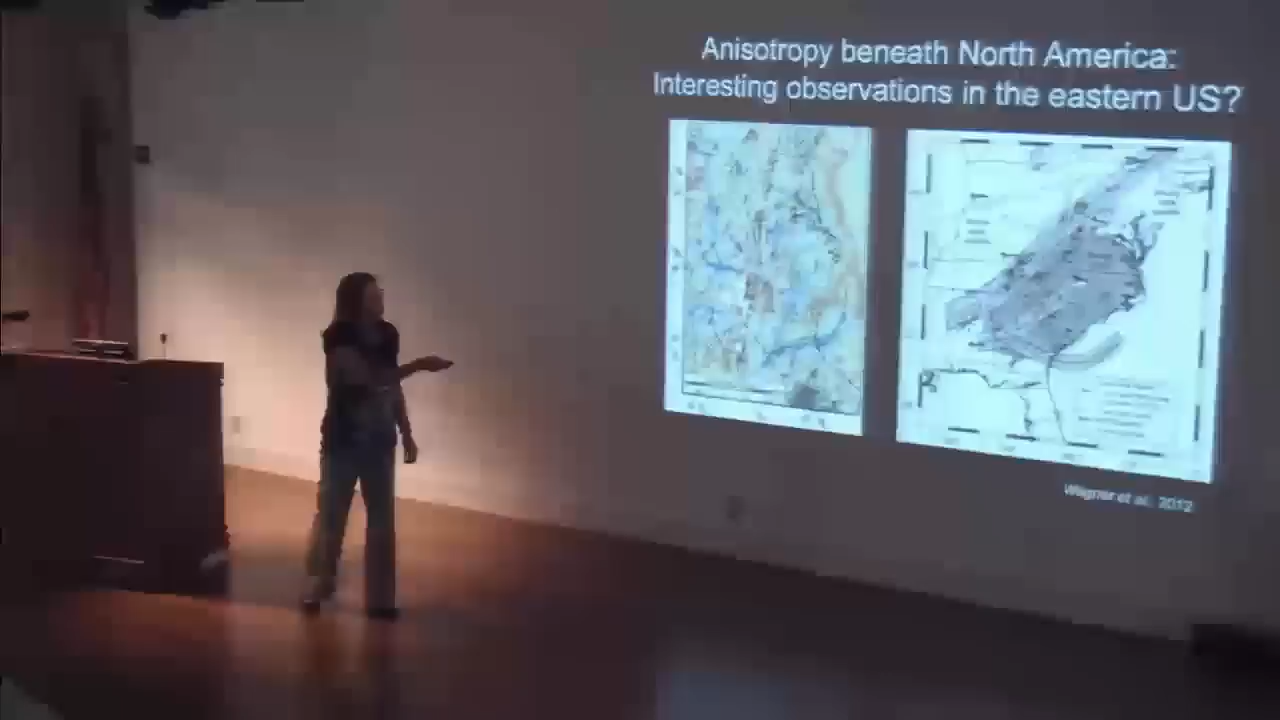 Anisotropy beneath North America:
Interesting observations in the eastern US?
Wagner et al., 2012